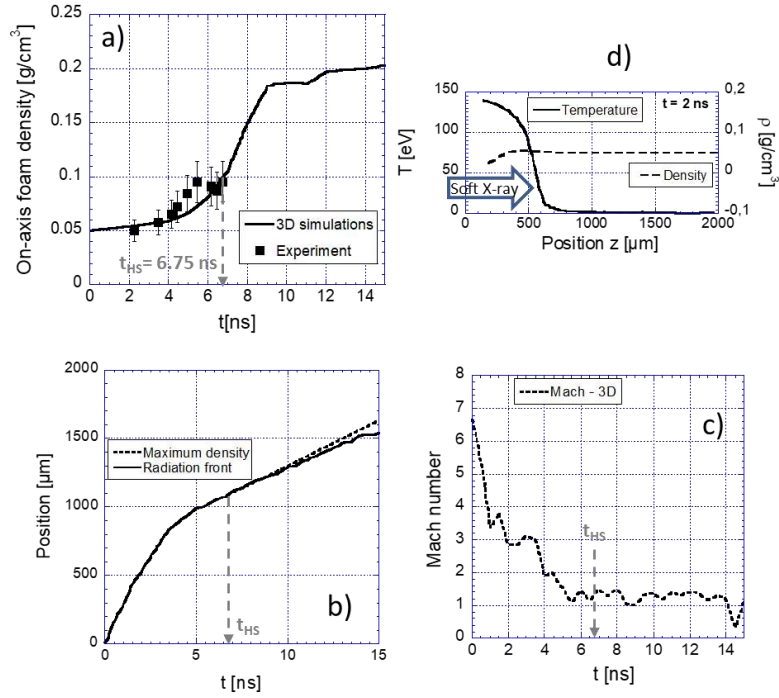 a)
On-axis foam density [g/cm³]
0.25
0.2
0.15
0.1
0.05
0
0 2 4 6 8 10 12 14
t[ns]
3D simulations
Experiment
t_HS = 6.75 ns
d)
T [eV]
150
100
50
0
Temperature
t = 2 ns
Density
Soft X-ray
0,2
0,1
0
-0,1
ρ [g/cm³]
0 500 1000 1500 2000
Position z [µm]
Position [µm]
2000
1500
1000
500
0
Maximum density
Radiation front
b)
t_HS
0 5 10 15
t [ns]
Mach number
8
7
6
5
4
3
2
1
0
Mach - 3D
c)
t_HS
0 2 4 6 8 10 12 14
t [ns]